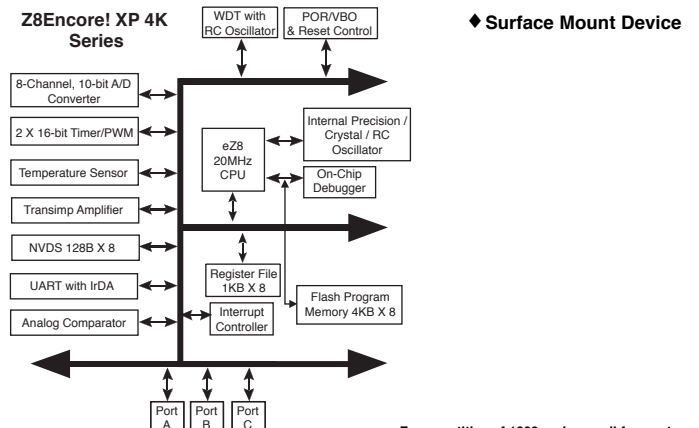 Z8Encore! XP 4K
Series
WDT with
RC Oscillator
POR/VBO
& Reset Control
♦ Surface Mount Device
8-Channel, 10-bit A/D
Converter
2 X 16-bit Timer/PWM
Temperature Sensor
Transimp Amplifier
NVDS 128B X 8
UART with IrDA
Analog Comparator
eZ8
20MHz
CPU
Internal Precision /
Crystal / RC
Oscillator
On-Chip
Debugger
Register File
1KB X 8
Interrupt
Controller
Flash Program
Memory 4KB X 8
Port
A
Port
B
Port
C